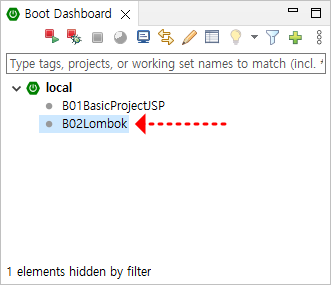 Boot Dashboard
Type tags, projects, or working set names to match (incl. *
local
B01BasicProjectJSP
B02Lombok
1 elements hidden by filter